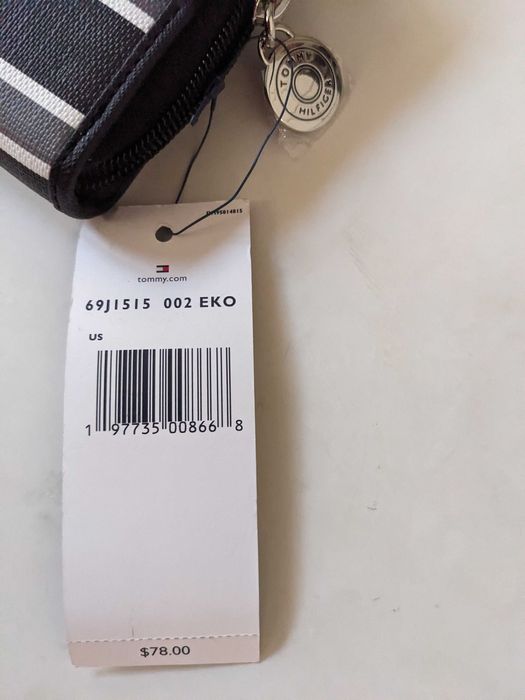 TOMMY
HILFIGER
tommy.com
69J1515 002 EKO
US
1 97735 00866 8
$78.00